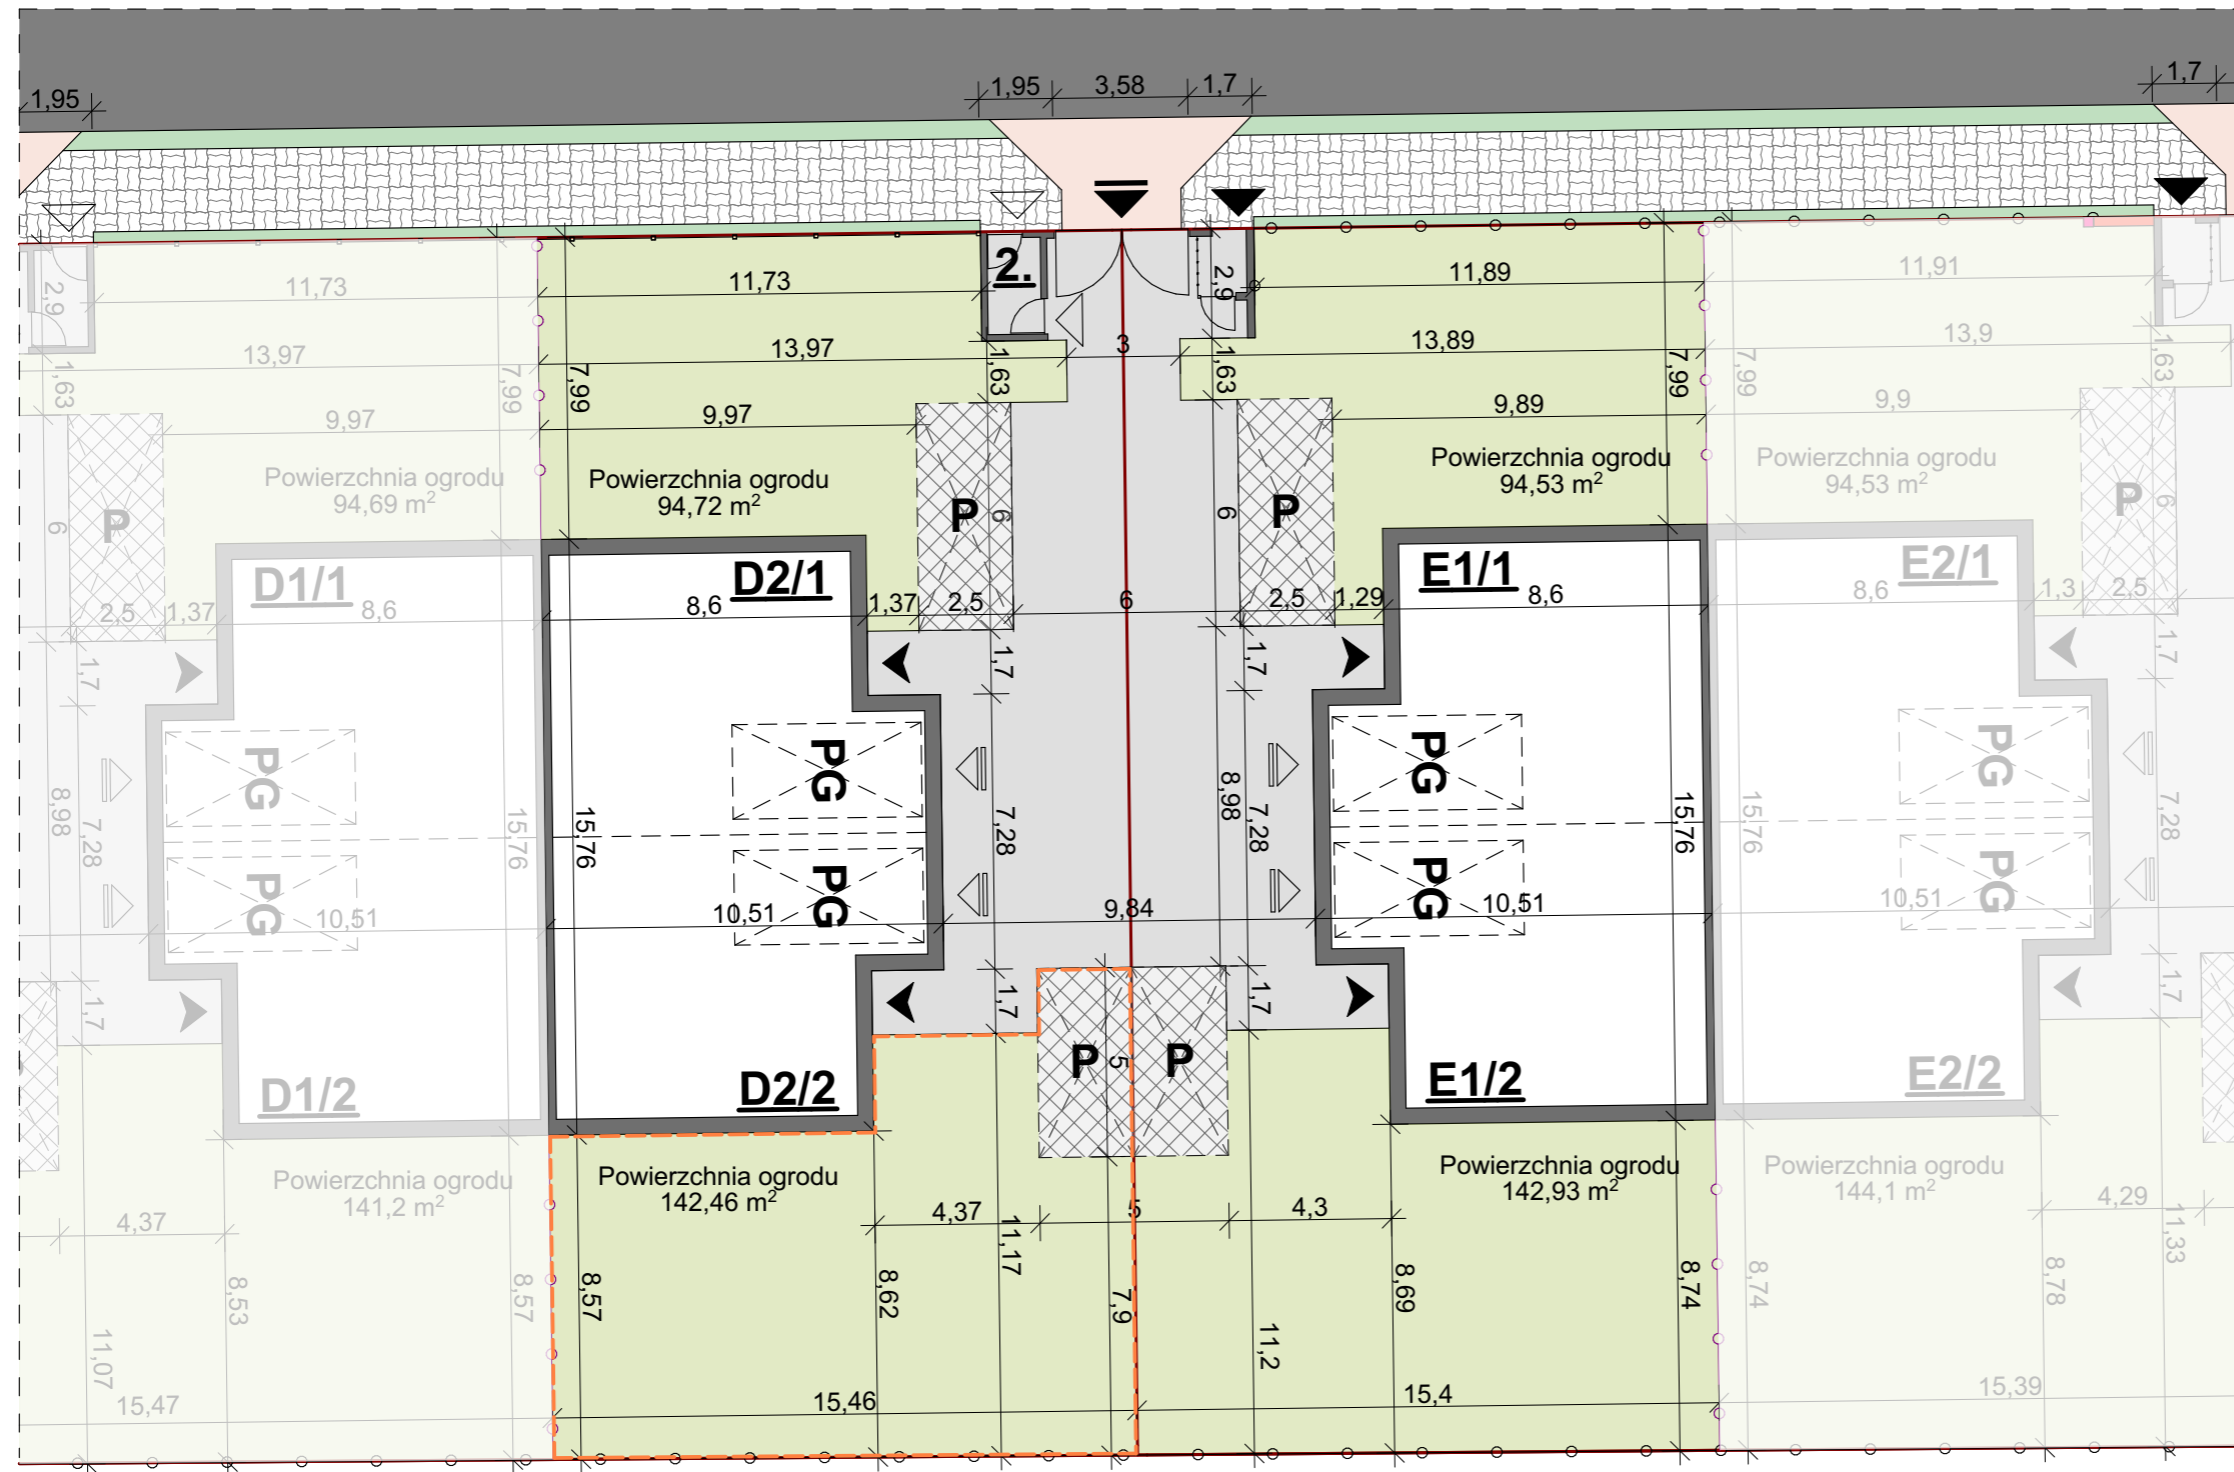 1,95
1,95
3,58
1,7
1,7
2,9
11,73
11,73
2.
2,9
11,89
11,91
13,97
13,97
3
13,89
13,9
1,63
7,99
7,99
1,63
1,63
7,99
7,99
1,63
9,97
9,97
9,89
9,9
Powierzchnia ogrodu
94,69 m²
Powierzchnia ogrodu
94,72 m²
Powierzchnia ogrodu
94,53 m²
Powierzchnia ogrodu
94,53 m²
6
P
P
6
6
P
P
6
D1/1
D2/1
E1/1
E2/1
2,5
1,37
8,6
8,6
1,37
2,5
6
2,5
1,29
8,6
8,6
1,3
2,5
1,7
1,7
1,7
1,7
PG
PG
PG
PG
8,98
7,28
15,76
15,76
7,28
8,98
7,28
15,76
15,76
7,28
PG
PG
PG
PG
10,51
10,51
9,84
10,51
10,51
1,7
1,7
1,7
1,7
D1/2
D2/2
P
5
P
E1/2
E2/2
Powierzchnia ogrodu
141,2 m²
Powierzchnia ogrodu
142,46 m²
Powierzchnia ogrodu
142,93 m²
Powierzchnia ogrodu
144,1 m²
4,37
4,37
5
4,3
4,29
11,07
8,53
8,57
8,57
8,62
11,17
7,9
11,2
8,69
8,74
8,74
8,78
11,33
15,47
15,46
15,4
15,39